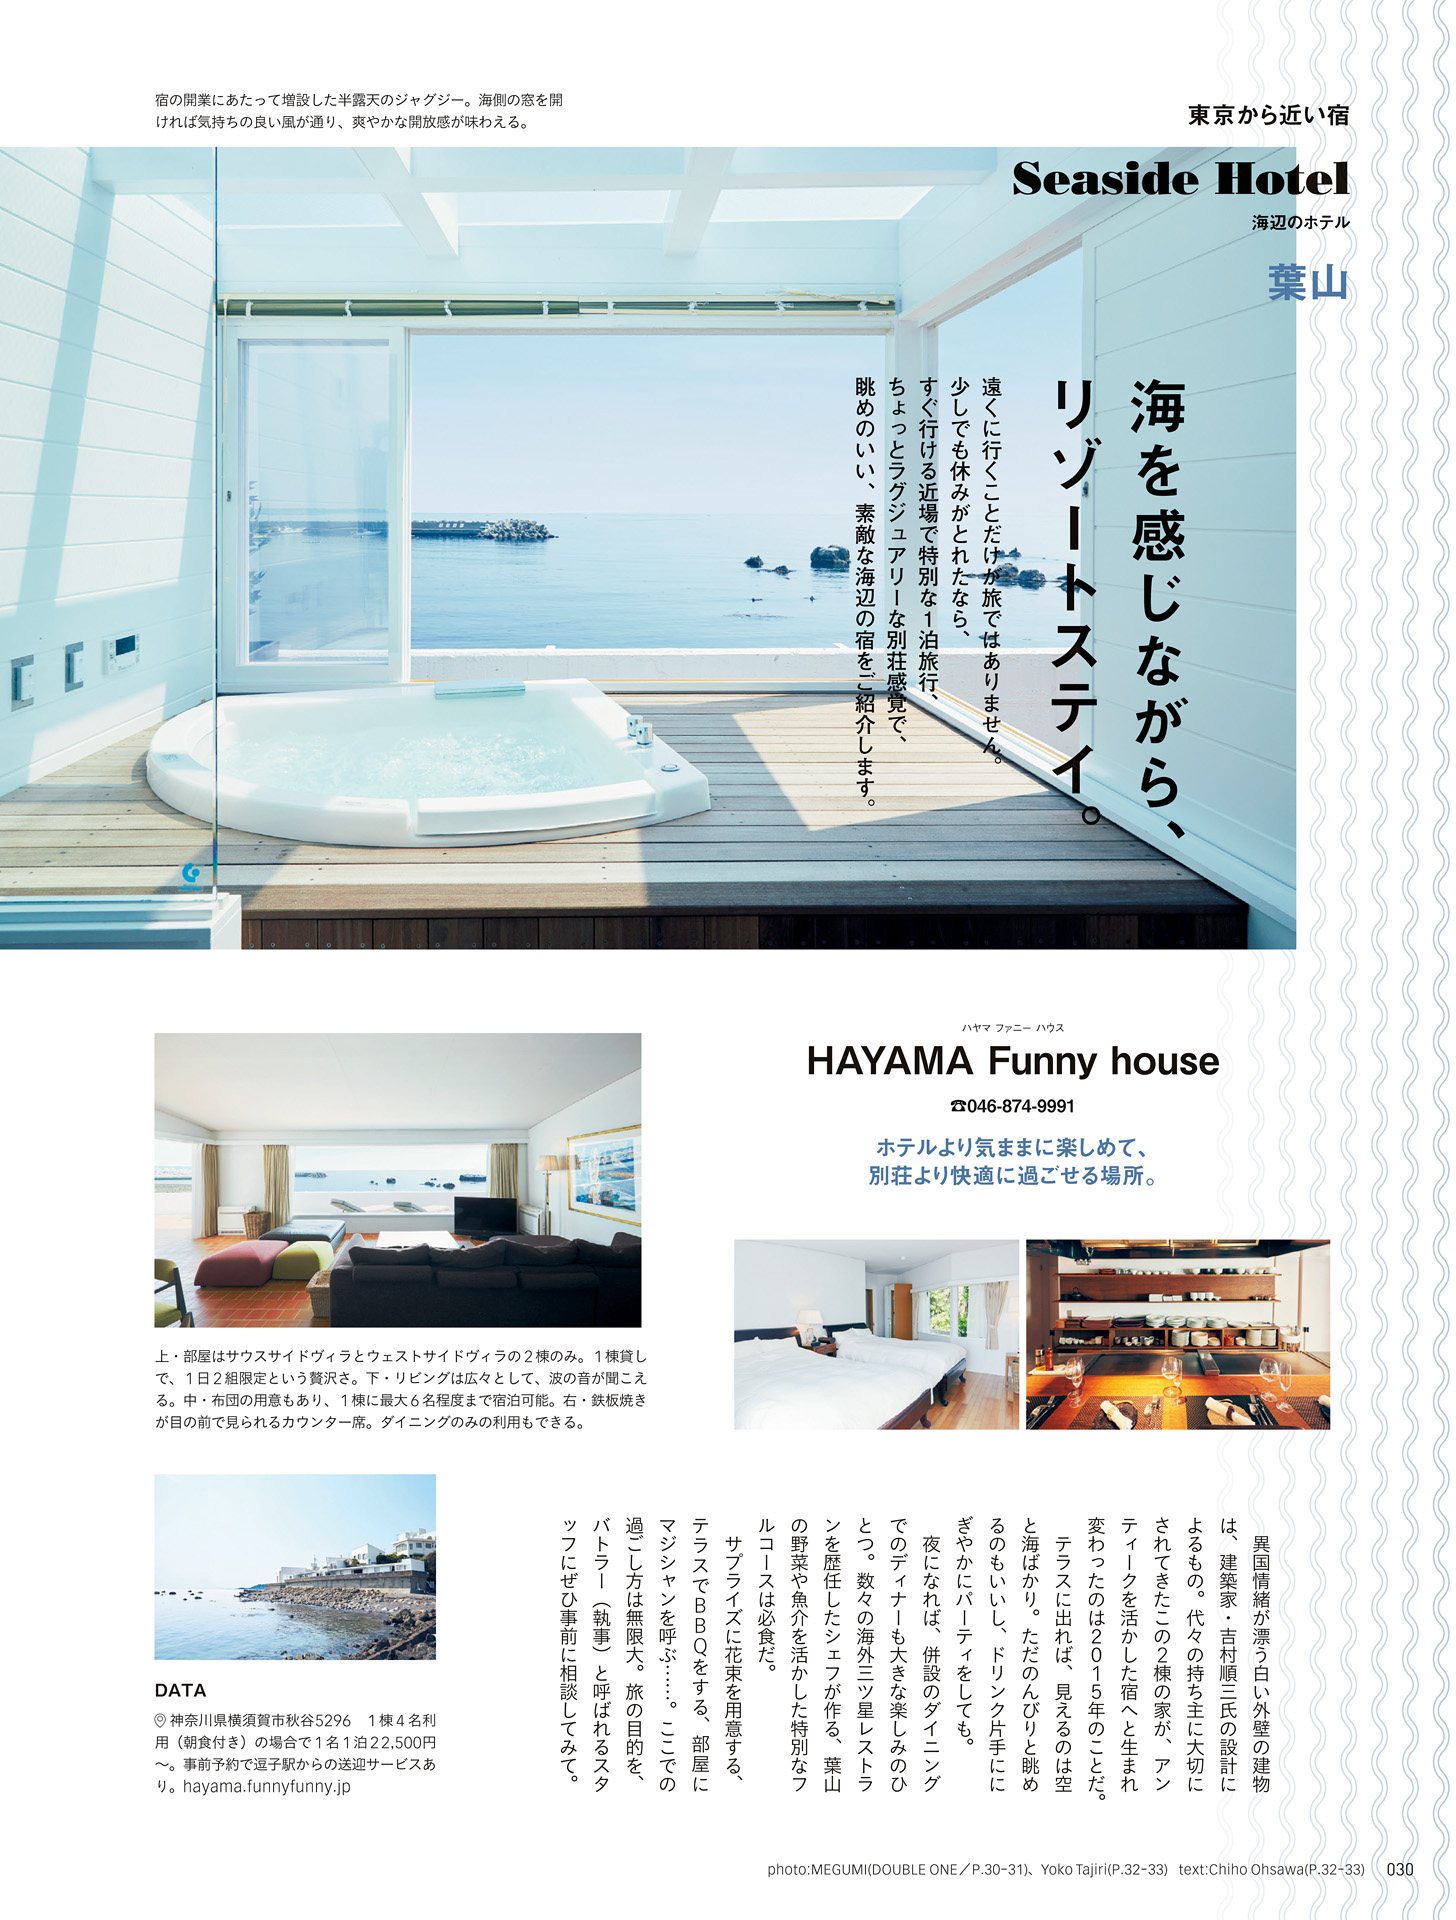 宿の開業にあたって増設した半露天のジャグジー。海側の窓を開
ければ気持ちの良い風が通り、爽やかな開放感が味わえる。
東京から近い宿
Seaside Hotel
海辺のホテル
葉山
海を感じながら、
リゾートステイ。
遠くに行くことだけが旅ではありません。
少しでも休みがとれたなら、
すぐ行ける近場で特別な1泊旅行、
ちょっとラグジュアリーな別荘感覚で、
眺めのいい、素敵な海辺の宿をご紹介します。
ハヤマ ファニー ハウス
HAYAMA Funny house
☎046-874-9991
ホテルより気ままに楽しめて、
別荘より快適に過ごせる場所。
上・部屋はサウスサイドヴィラとウェストサイドヴィラの2棟のみ。1棟貸し
で、1日2組限定という贅沢さ。下・リビングは広々として、波の音が聞こえ
る。中・布団の用意もあり、1棟に最大6名程度まで宿泊可能。右・鉄板焼き
が目の前で見られるカウンター席。ダイニングのみの利用もできる。
異国情緒が漂う白い外壁の建物
は、建築家・吉村順三氏の設計に
よるもの。代々の持ち主に大切に
されてきたこの2棟の家が、アン
ティークを活かした宿へと生まれ
変わったのは2015年のことだ。
テラスに出れば、見えるのは空
と海ばかり。ただのんびりと眺め
るのもいいし、ドリンク片手にに
ぎやかにパーティをしても。
夜になれば、併設のダイニング
でのディナーも大きな楽しみのひ
とつ。数々の海外三ツ星レストラ
ンを歴任したシェフが作る、葉山
の野菜や魚介を活かした特別なフ
ルコースは必食だ。
サプライズに花束を用意する、
テラスでBBQをする、部屋に
マジシャンを呼ぶ……。ここでの
過ごし方は無限大。旅の目的を、
バトラー（執事）と呼ばれるスタ
ッフにぜひ事前に相談してみて。
DATA
神奈川県横須賀市秋谷5296　1棟4名利
用（朝食付き）の場合で1名1泊22,500円
〜。事前予約で逗子駅からの送迎サービスあ
り。hayama.funnyfunny.jp
photo:MEGUMI(DOUBLE ONE／P.30-31)、Yoko Tajiri(P.32-33) text:Chiho Ohsawa(P.32-33) 030